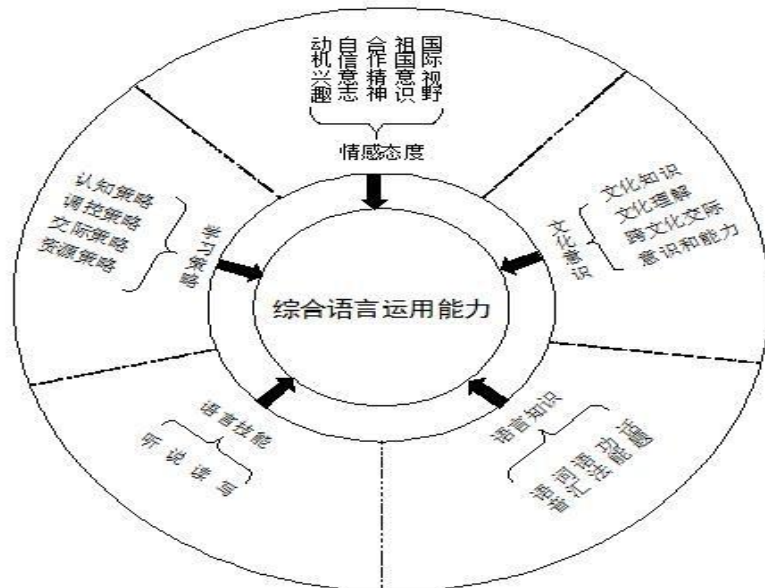 动机兴趣
自信意志
合作精神
祖国意识
国际视野
情感态度
认知策略
调控策略
交际策略
资源策略
学习策略
文化知识
文化理解
跨文化交际
意识和能力
文化意识
综合语言运用能力
语言技能
听 说 读 写
语言知识
语音
词汇
语法
功能
话题